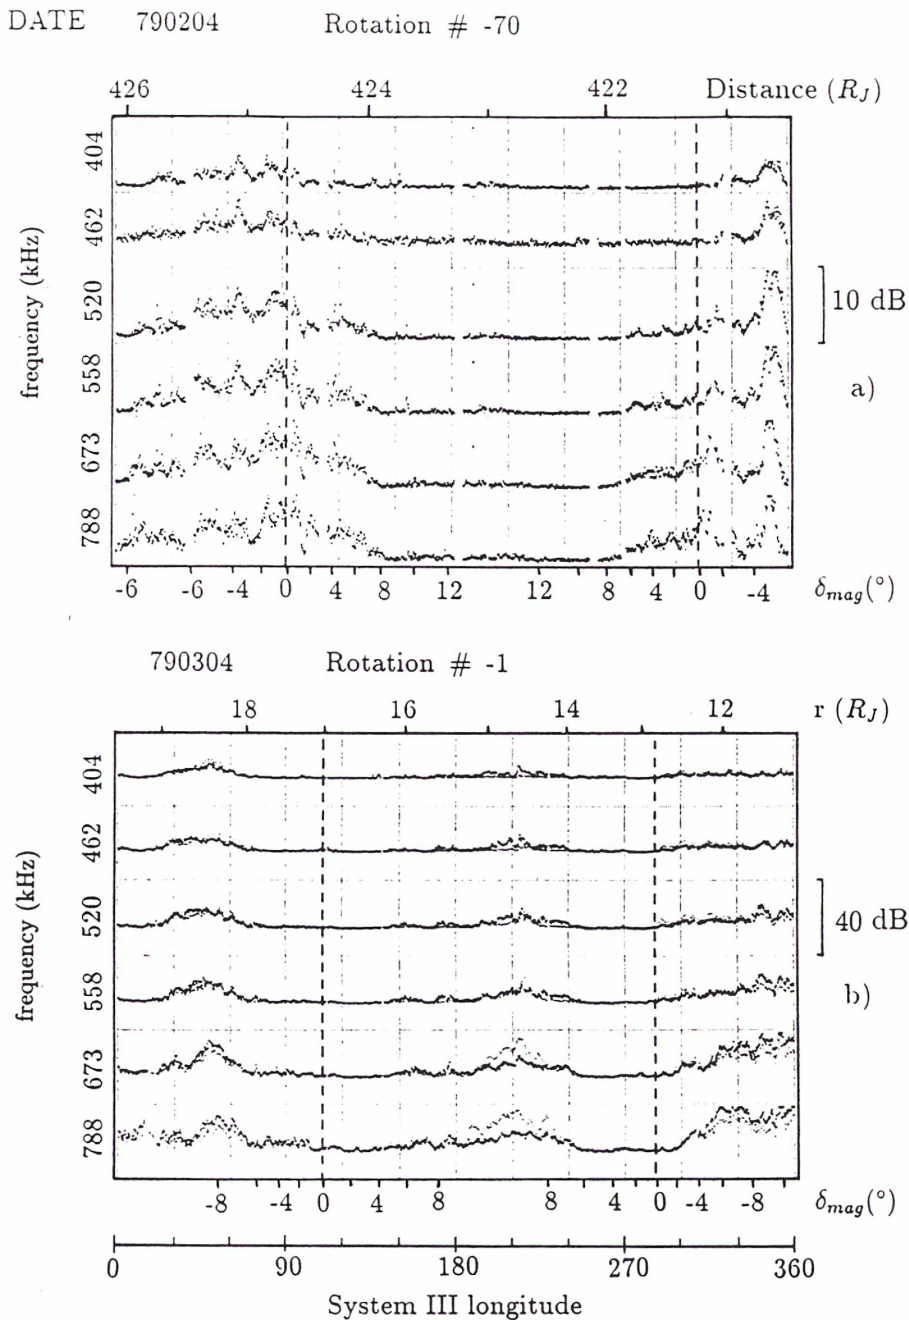 DATE 790204 Rotation # -70
426 424 422 Distance (R_J)
frequency (kHz)
404
462
520
558
673
788
10 dB
a)
-6 -6 -4 0 4 8 12 12 8 4 0 -4 δ_mag(°)
790304 Rotation # -1
18 16 14 12 r (R_J)
frequency (kHz)
404
462
520
558
673
788
40 dB
b)
-8 -4 0 4 8 8 4 0 -4 -8 δ_mag(°)
0 90 180 270 360
System III longitude